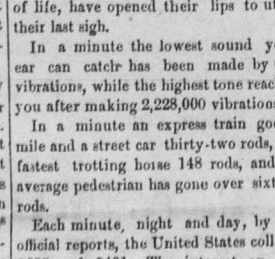 of life, have opened their lips to u
their last sigh.
In a minute the lowest sound y
ear can catch has been made by
vibrations, while the highest tone reac
you after making 2,228,000 vibration
In a minute an express train go
mile and a street car thirty-two rods,
fastest trotting horse 148 rods, and
average pedestrian has gone over sixt
rods.
Each minute, night and day, by
official reports, the United States coll